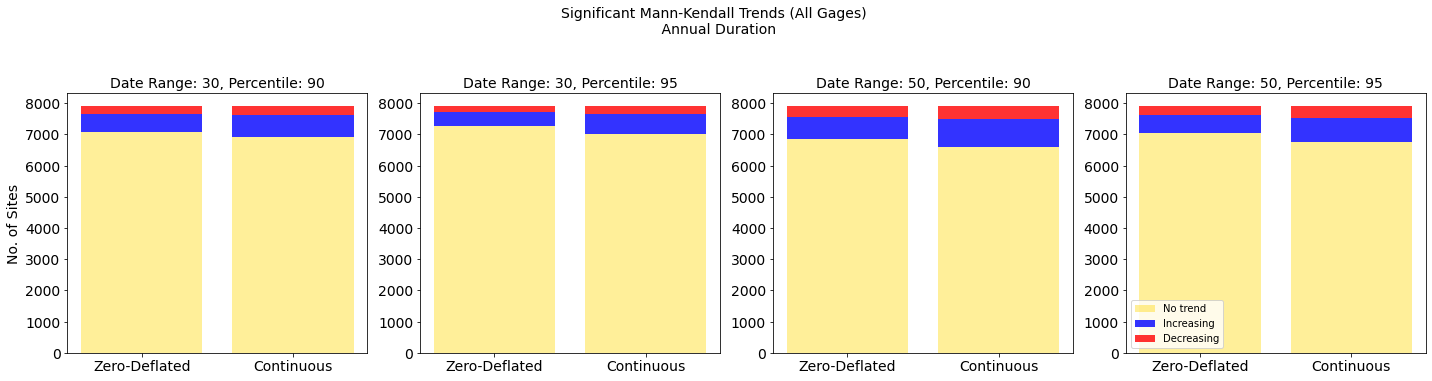 Significant Mann-Kendall Trends (All Gages)
Annual Duration
Date Range: 30, Percentile: 90
No. of Sites
8000
7000
6000
5000
4000
3000
2000
1000
0
Zero-Deflated Continuous
Date Range: 30, Percentile: 95
8000
7000
6000
5000
4000
3000
2000
1000
0
Zero-Deflated Continuous
Date Range: 50, Percentile: 90
8000
7000
6000
5000
4000
3000
2000
1000
0
Zero-Deflated Continuous
Date Range: 50, Percentile: 95
8000
7000
6000
5000
4000
3000
2000
1000
0
No trend
Increasing
Decreasing
Zero-Deflated Continuous